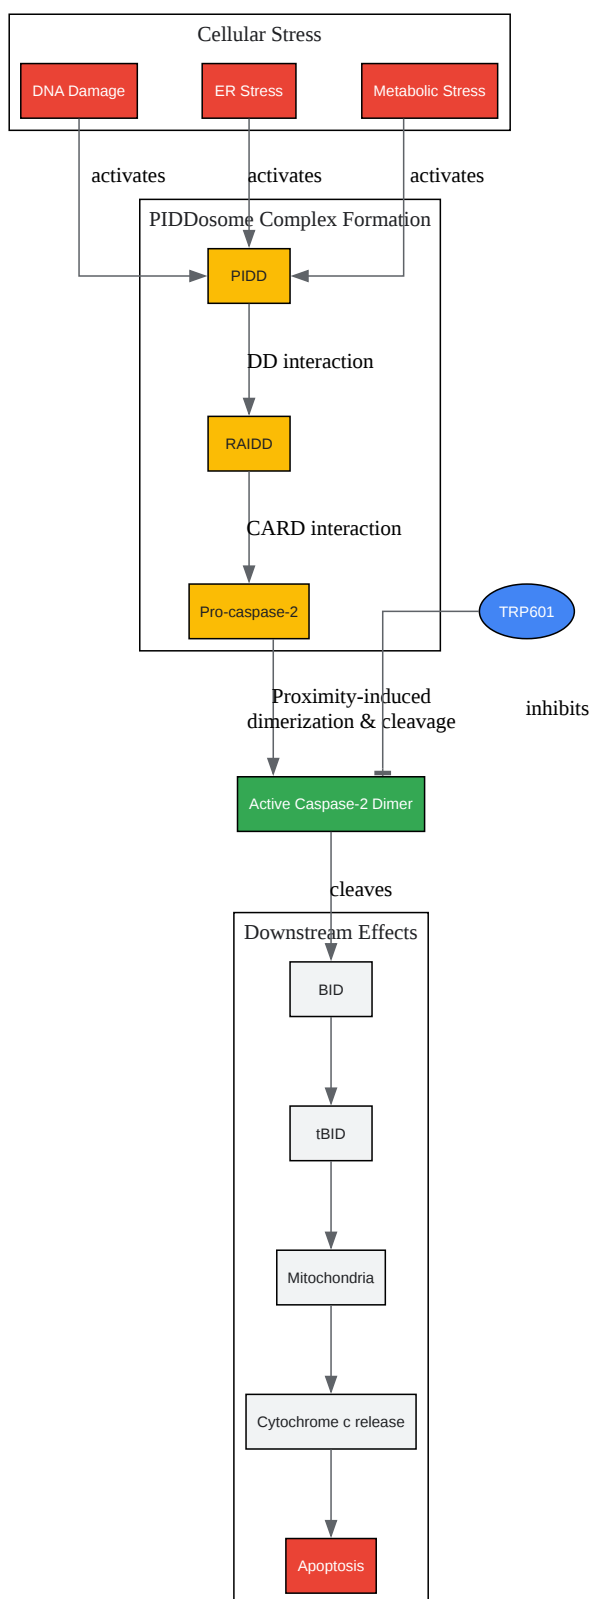 Cellular Stress
DNA Damage
ER Stress
Metabolic Stress
activates
activates
activates
PIDDosome Complex Formation
PIDD
DD interaction
RAIDD
CARD interaction
Pro-caspase-2
TRP601
Proximity-induced
dimerization & cleavage
inhibits
Active Caspase-2 Dimer
cleaves
Downstream Effects
BID
tBID
Mitochondria
Cytochrome c release
Apoptosis